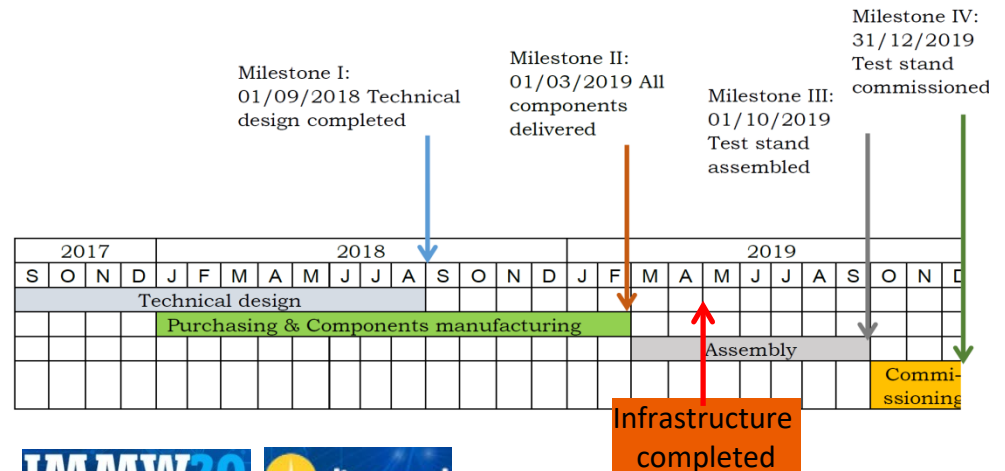 Milestone IV:
31/12/2019
Test stand
commissioned
Milestone I:
01/09/2018 Technical
design completed
Milestone II:
01/03/2019 All
components
delivered
Milestone III:
01/10/2019
Test stand
assembled
2017 2018 2019
S O N D J F M A M J J A S O N D J F M A M J J A S O N D
Technical design
Purchasing & Components manufacturing
Assembly
Commi-
ssioning
Infrastructure
completed